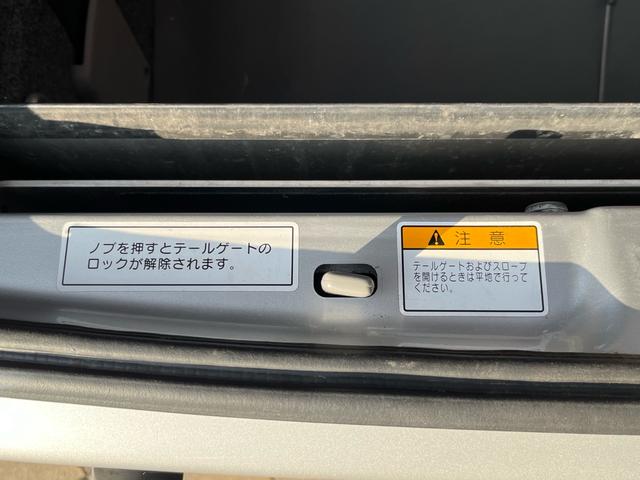 ノブを押すとテールゲートの
ロックが解除されます。
注意
テールゲートおよびスロープ
を開けるときは平地で行って
ください。